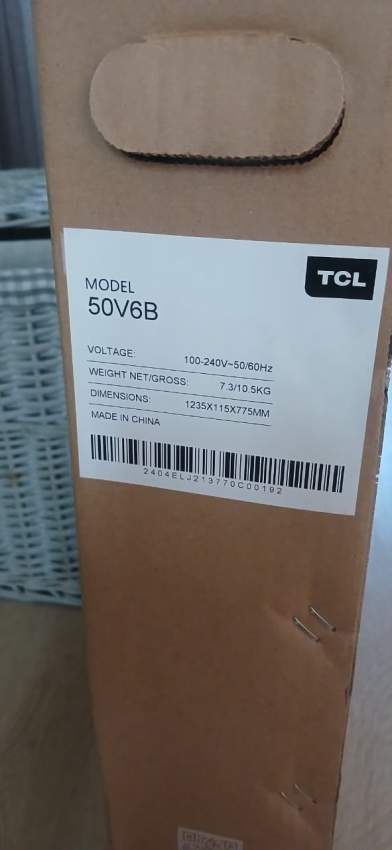 TCL
MODEL
50V6B
VOLTAGE: 100-240V~50/60Hz
WEIGHT NET/GROSS: 7.3/10.5KG
DIMENSIONS: 1235X115X775MM
MADE IN CHINA
2404ELJ213770C00192